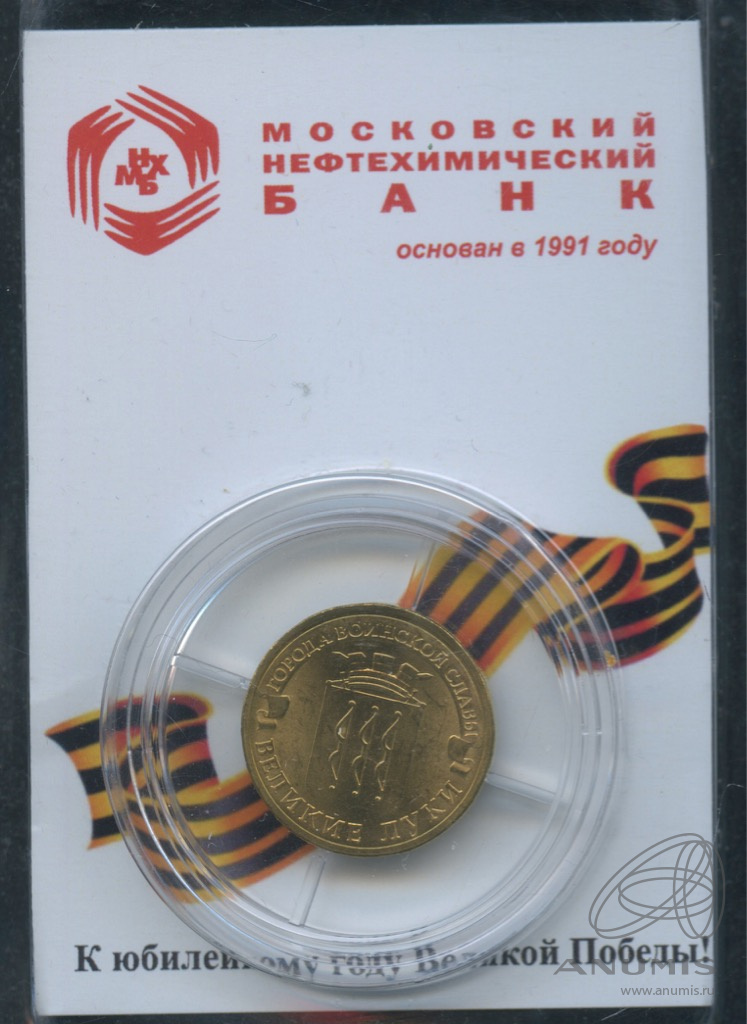 МНХБ
МОСКОВСКИЙ
НЕФТЕХИМИЧЕСКИЙ
БАНК
основан в 1991 году
ГОРОДА ВОИНСКОЙ СЛАВЫ
ВЕЛИКИЕ ЛУКИ
К юбилейному году Великой Победы!
ANUMIS
www.anumis.ru